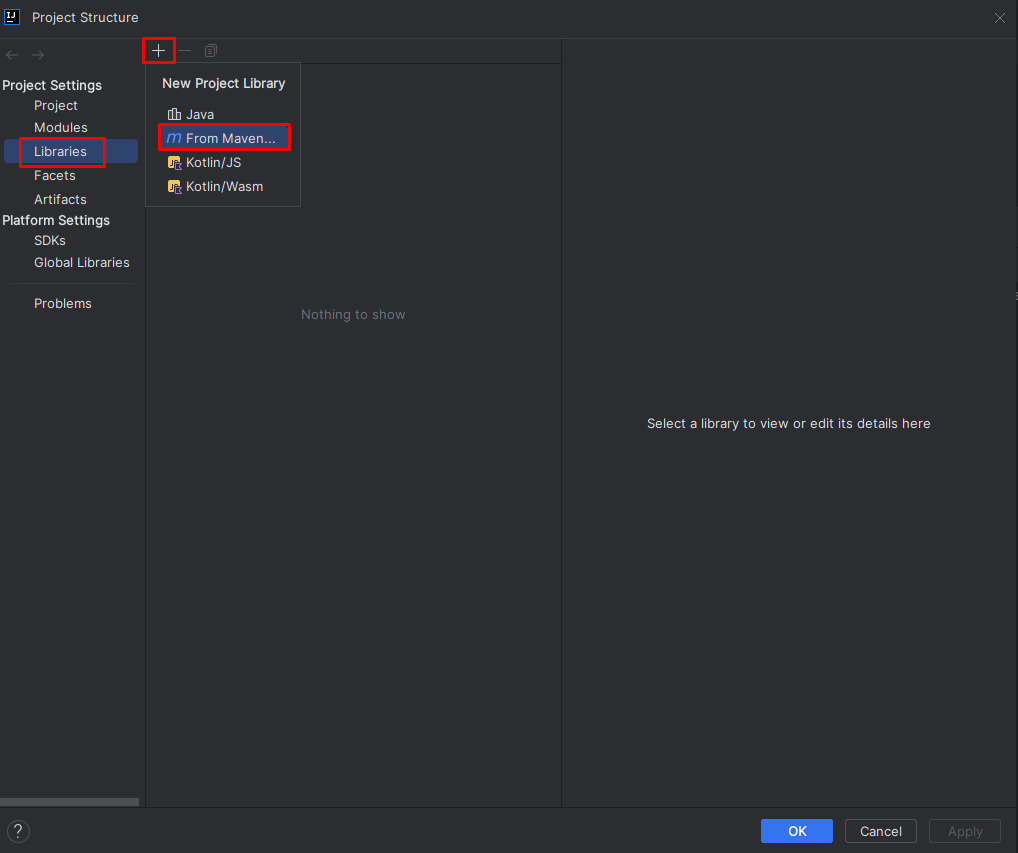 IJ Project Structure
Project Settings
Project
Modules
Libraries
Facets
Artifacts
Platform Settings
SDKs
Global Libraries
Problems
New Project Library
Java
m From Maven...
Kotlin/JS
Kotlin/Wasm
Nothing to show
Select a library to view or edit its details here
?
OK
Cancel
Apply